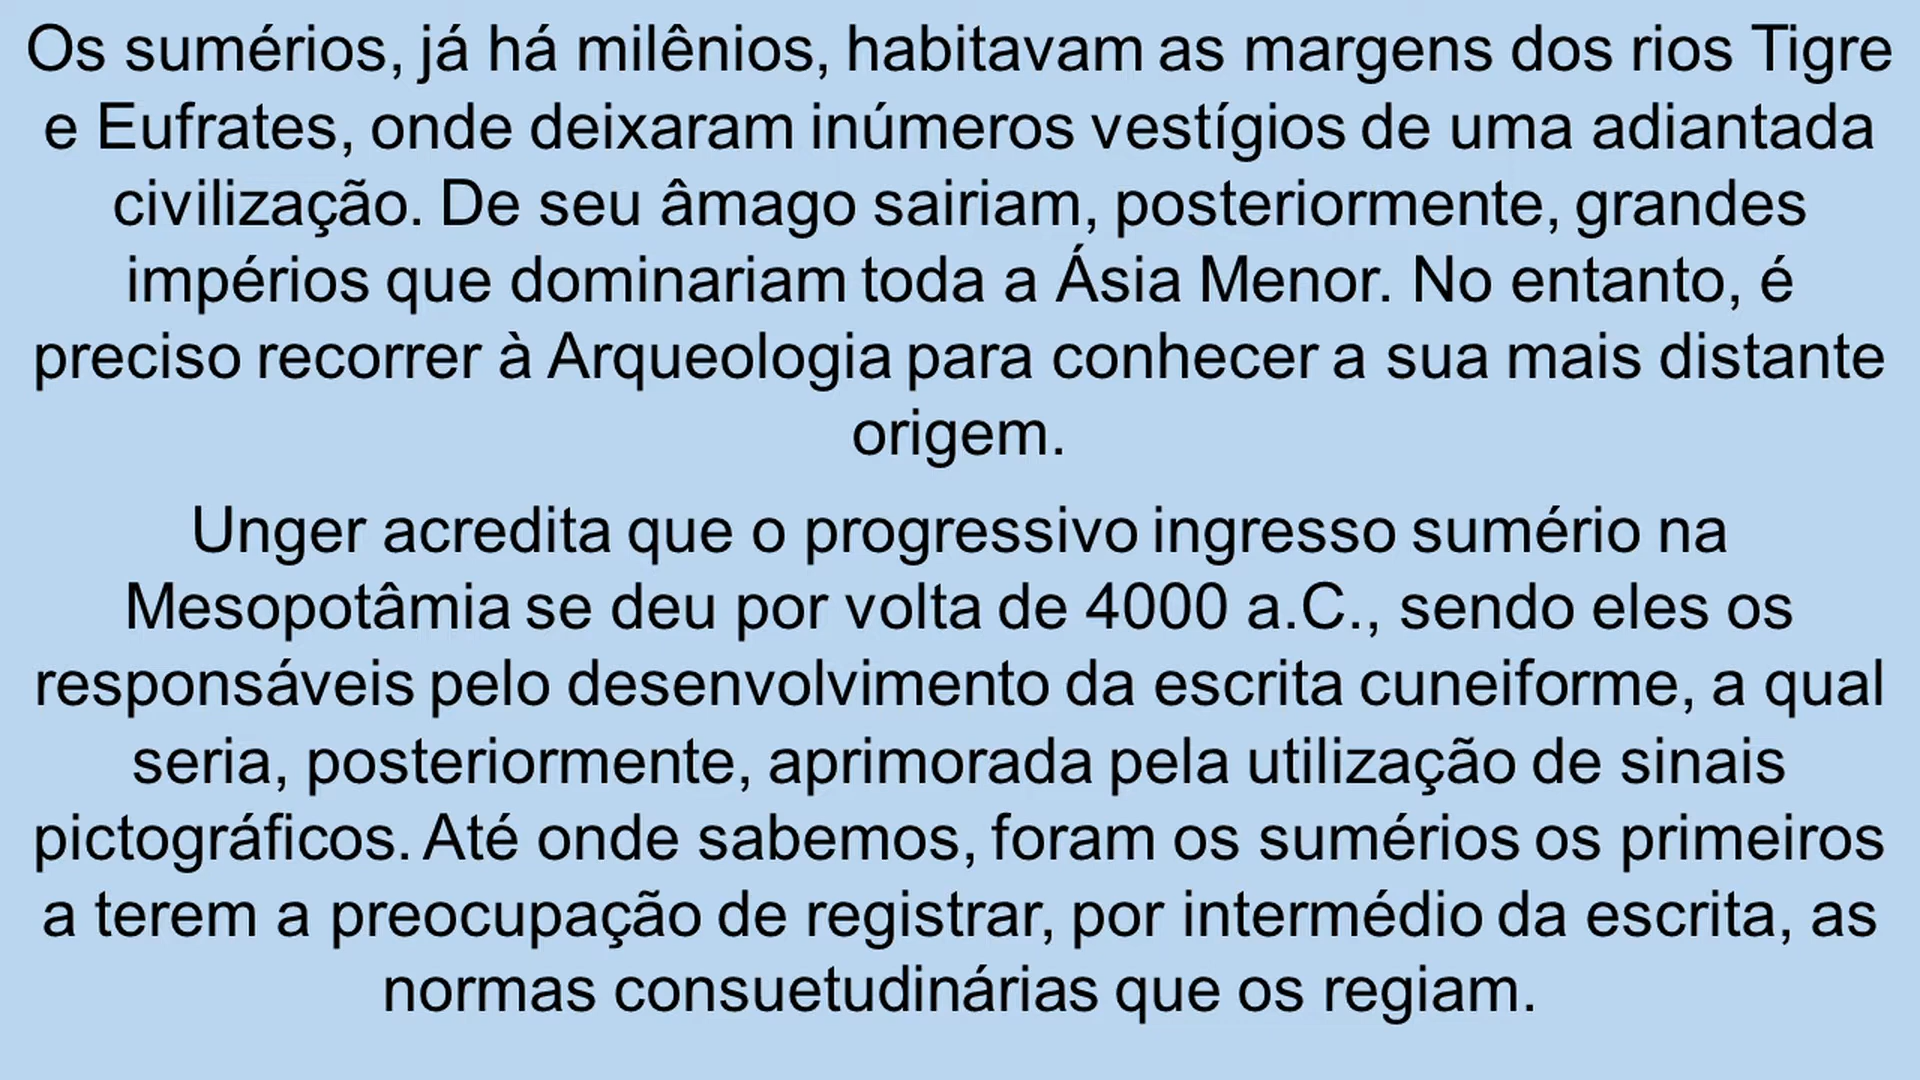 Os sumérios, já há milênios, habitavam as margens dos rios Tigre
e Eufrates, onde deixaram inúmeros vestígios de uma adiantada
civilização. De seu âmago sairiam, posteriormente, grandes
impérios que dominariam toda a Ásia Menor. No entanto, é
preciso recorrer à Arqueologia para conhecer a sua mais distante
origem.
Unger acredita que o progressivo ingresso sumério na
Mesopotâmia se deu por volta de 4000 a.C., sendo eles os
responsáveis pelo desenvolvimento da escrita cuneiforme, a qual
seria, posteriormente, aprimorada pela utilização de sinais
pictográficos. Até onde sabemos, foram os sumérios os primeiros
a terem a preocupação de registrar, por intermédio da escrita, as
normas consuetudinárias que os regiam.